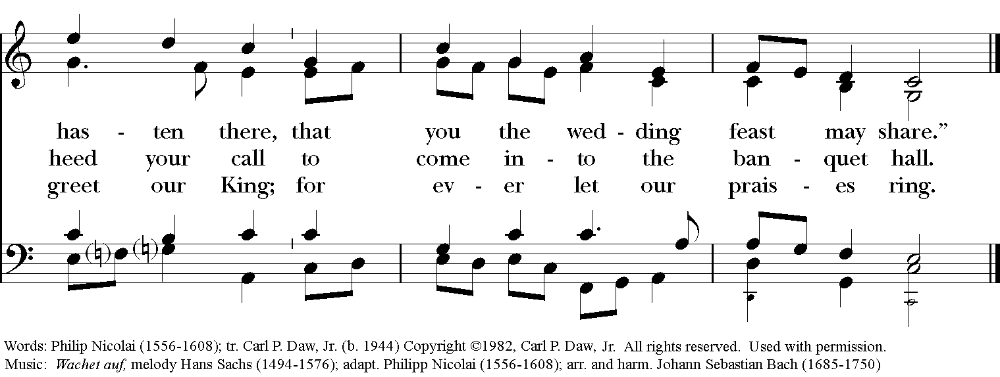 has - ten there, that you the wed - ding feast may share.”
heed your call to come in - to the ban - quet hall.
greet our King; for ev - er let our prais - es ring.
Words: Philip Nicolai (1556-1608); tr. Carl P. Daw, Jr. (b. 1944) Copyright ©1982, Carl P. Daw, Jr. All rights reserved. Used with permission.
Music: Wachet auf, melody Hans Sachs (1494-1576); adapt. Philipp Nicolai (1556-1608); arr. and harm. Johann Sebastian Bach (1685-1750)